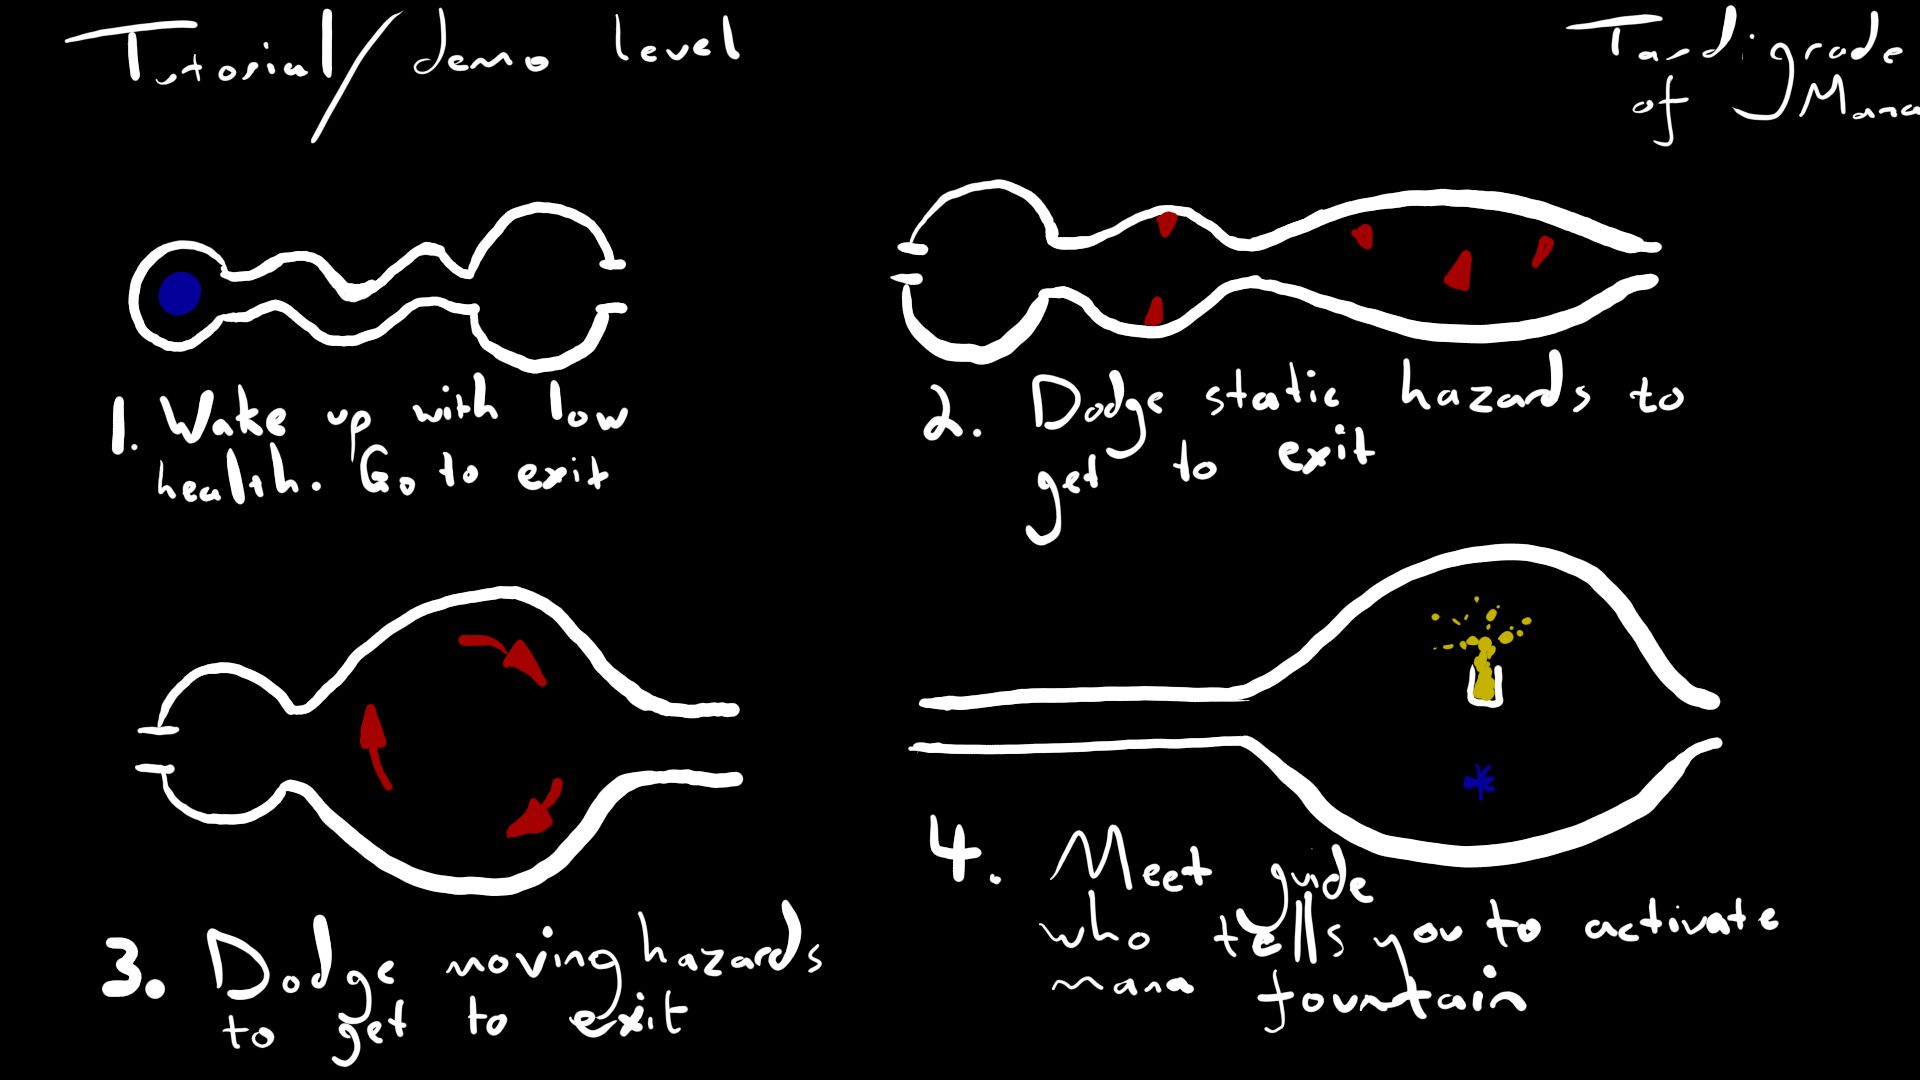 Tutorial/demo level
Tardigrade
of Mana
1. Wake up with low
health. Go to exit
2. Dodge static hazards to
get to exit
3. Dodge moving hazards
to get to exit
4. Meet guide
who tells you to activate
mana fountain